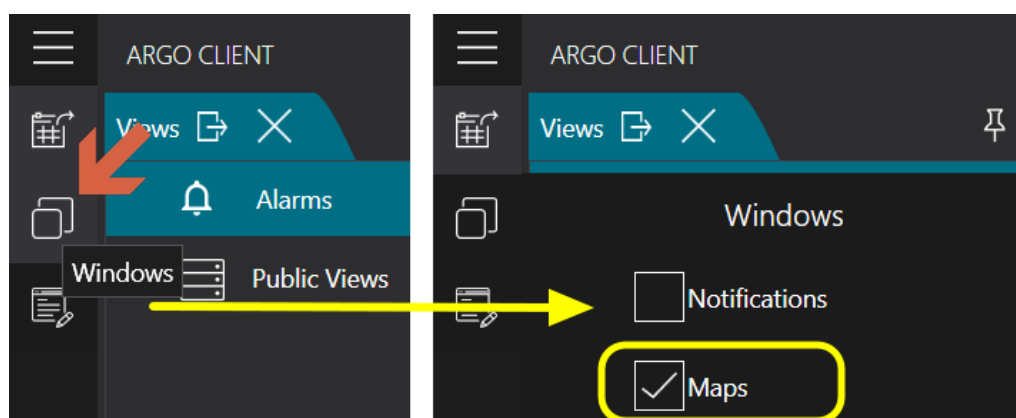 ARGO CLIENT
Views
Alarms
Windows
Public Views
ARGO CLIENT
Views
Windows
Notifications
Maps